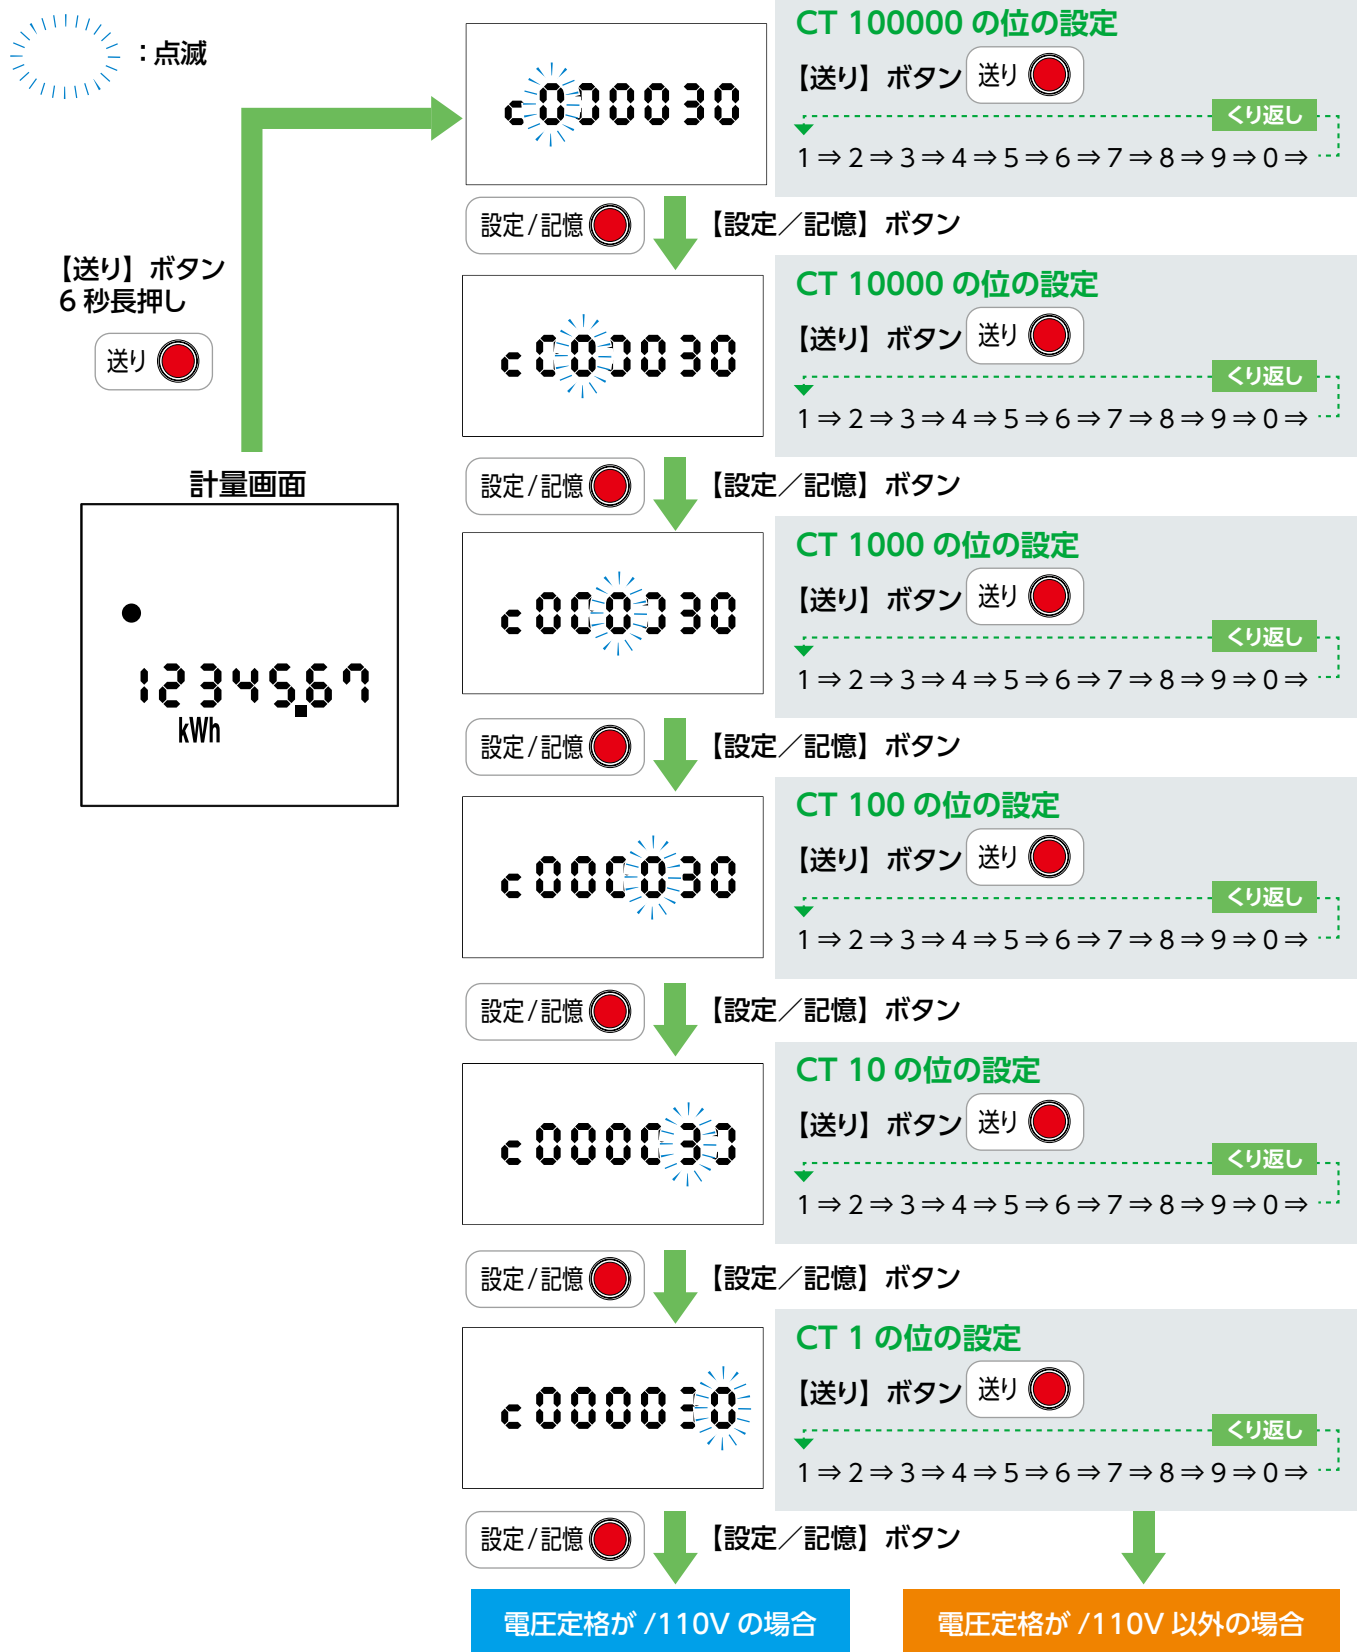 ：点滅
【送り】ボタン
6 秒長押し
送り
計量画面
12345.67
kWh
c000030
CT 100000 の位の設定
【送り】ボタン 送り
くり返し
1 ⇒ 2 ⇒ 3 ⇒ 4 ⇒ 5 ⇒ 6 ⇒ 7 ⇒ 8 ⇒ 9 ⇒ 0 ⇒
設定/記憶 【設定／記憶】ボタン
c000030
CT 10000 の位の設定
【送り】ボタン 送り
くり返し
1 ⇒ 2 ⇒ 3 ⇒ 4 ⇒ 5 ⇒ 6 ⇒ 7 ⇒ 8 ⇒ 9 ⇒ 0 ⇒
設定/記憶 【設定／記憶】ボタン
c000030
CT 1000 の位の設定
【送り】ボタン 送り
くり返し
1 ⇒ 2 ⇒ 3 ⇒ 4 ⇒ 5 ⇒ 6 ⇒ 7 ⇒ 8 ⇒ 9 ⇒ 0 ⇒
設定/記憶 【設定／記憶】ボタン
c000030
CT 100 の位の設定
【送り】ボタン 送り
くり返し
1 ⇒ 2 ⇒ 3 ⇒ 4 ⇒ 5 ⇒ 6 ⇒ 7 ⇒ 8 ⇒ 9 ⇒ 0 ⇒
設定/記憶 【設定／記憶】ボタン
c000030
CT 10 の位の設定
【送り】ボタン 送り
くり返し
1 ⇒ 2 ⇒ 3 ⇒ 4 ⇒ 5 ⇒ 6 ⇒ 7 ⇒ 8 ⇒ 9 ⇒ 0 ⇒
設定/記憶 【設定／記憶】ボタン
c000030
CT 1 の位の設定
【送り】ボタン 送り
くり返し
1 ⇒ 2 ⇒ 3 ⇒ 4 ⇒ 5 ⇒ 6 ⇒ 7 ⇒ 8 ⇒ 9 ⇒ 0 ⇒
設定/記憶 【設定／記憶】ボタン
電圧定格が /110V の場合
電圧定格が /110V 以外の場合